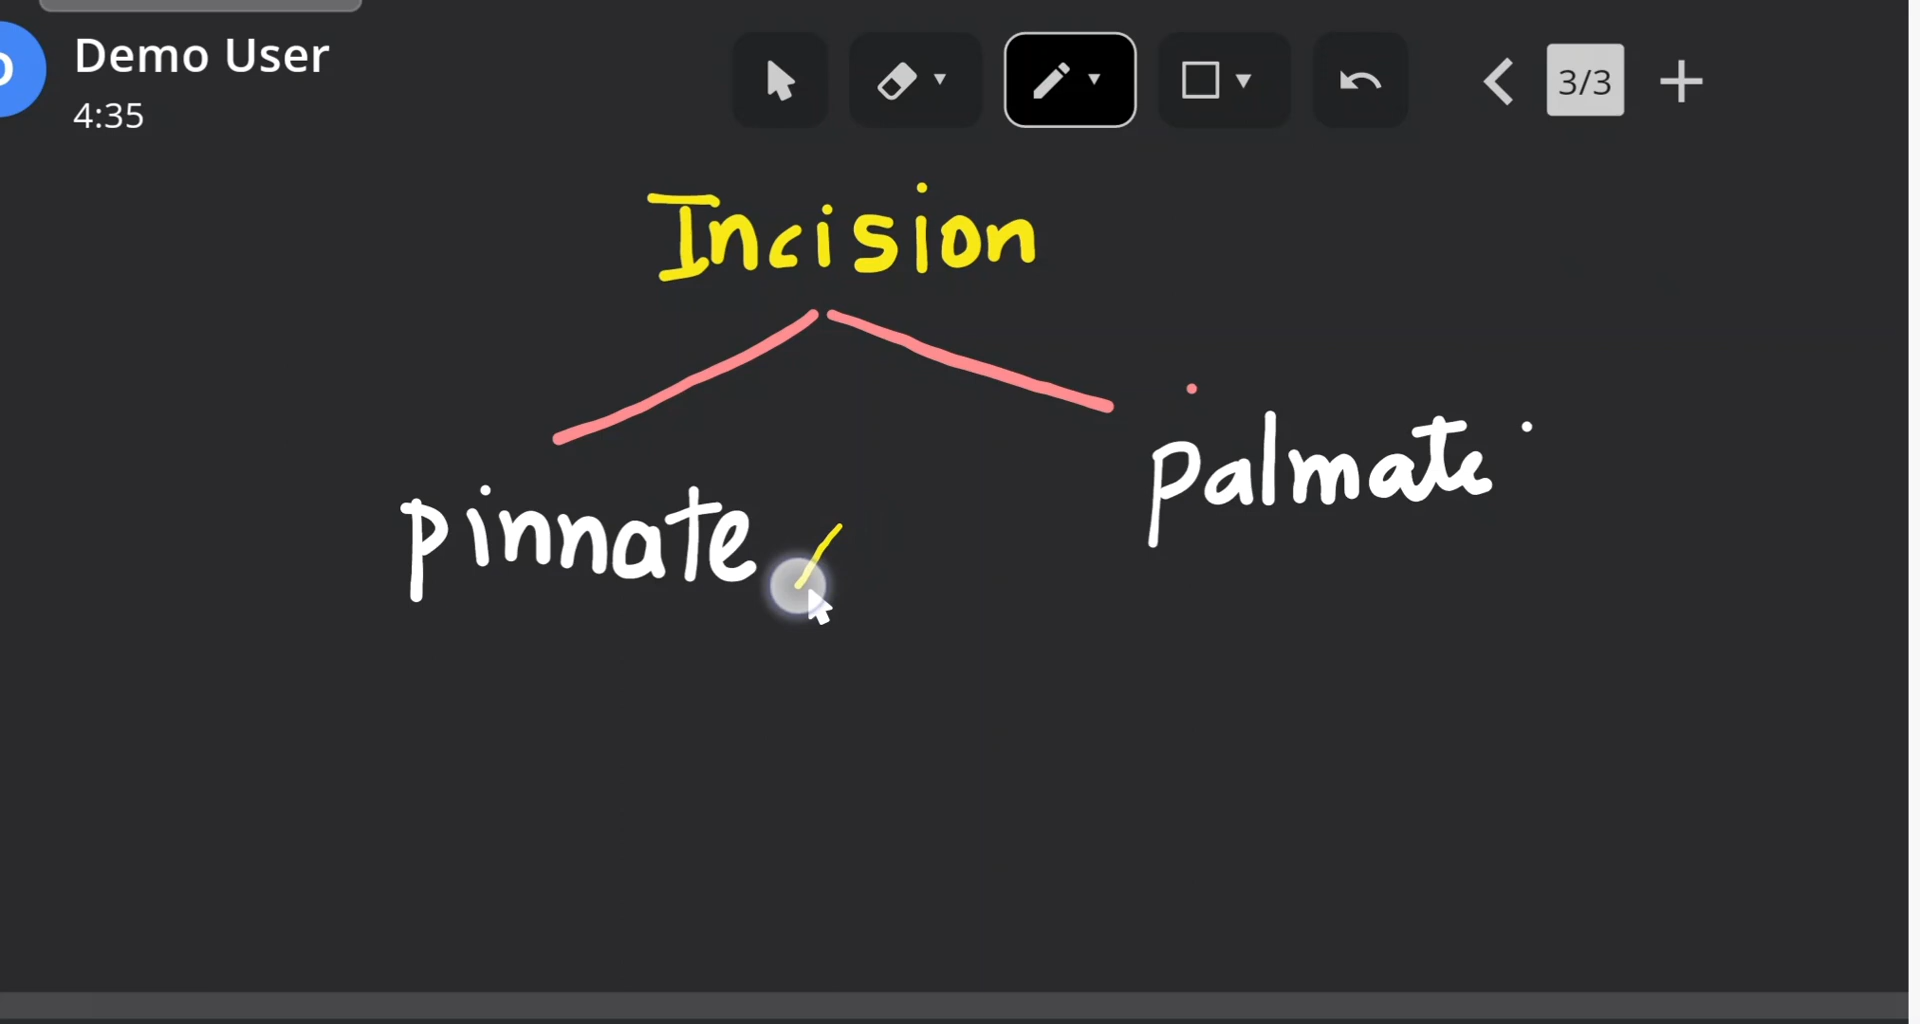 Demo User
4:35
3/3
Incision
palmate
pinnate